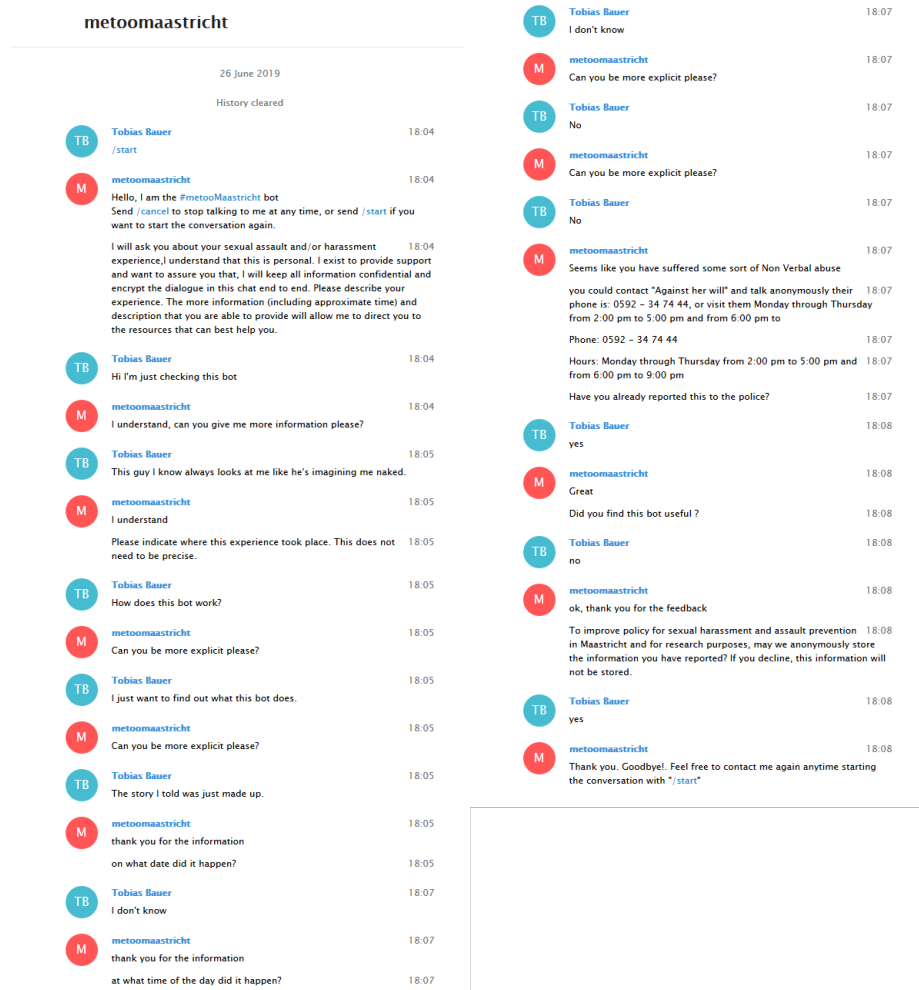 metoomaastricht
26 June 2019
History cleared
TB
Tobias Bauer 18:04
/start
M
metoomaastricht 18:04
Hello, I am the #metooMaastricht bot
Send /cancel to stop talking to me at any time, or send /start if you
want to start the conversation again.
I will ask you about your sexual assault and/or harassment 18:04
experience,I understand that this is personal. I exist to provide support
and want to assure you that, I will keep all information confidential and
encrypt the dialogue in this chat end to end. Please describe your
experience. The more information (including approximate time) and
description that you are able to provide will allow me to direct you to
the resources that can best help you.
TB
Tobias Bauer 18:04
Hi I'm just checking this bot
M
metoomaastricht 18:04
I understand, can you give me more information please?
TB
Tobias Bauer 18:05
This guy I know always looks at me like he's imagining me naked.
M
metoomaastricht 18:05
I understand
Please indicate where this experience took place. This does not 18:05
need to be precise.
TB
Tobias Bauer 18:05
How does this bot work?
M
metoomaastricht 18:05
Can you be more explicit please?
TB
Tobias Bauer 18:05
I just want to find out what this bot does.
M
metoomaastricht 18:05
Can you be more explicit please?
TB
Tobias Bauer 18:05
The story I told was just made up.
M
metoomaastricht 18:05
thank you for the information
on what date did it happen? 18:05
TB
Tobias Bauer 18:07
I don't know
M
metoomaastricht 18:07
thank you for the information
at what time of the day did it happen? 18:07
TB
Tobias Bauer 18:07
I don't know
M
metoomaastricht 18:07
Can you be more explicit please?
TB
Tobias Bauer 18:07
No
M
metoomaastricht 18:07
Can you be more explicit please?
TB
Tobias Bauer 18:07
No
M
metoomaastricht 18:07
Seems like you have suffered some sort of Non Verbal abuse
you could contact "Against her will" and talk anonymously their 18:07
phone is: 0592 – 34 74 44, or visit them Monday through Thursday
from 2:00 pm to 5:00 pm and from 6:00 pm to
Phone: 0592 – 34 74 44 18:07
Hours: Monday through Thursday from 2:00 pm to 5:00 pm and 18:07
from 6:00 pm to 9:00 pm
Have you already reported this to the police? 18:07
TB
Tobias Bauer 18:08
yes
M
metoomaastricht 18:08
Great
Did you find this bot useful ? 18:08
TB
Tobias Bauer 18:08
no
M
metoomaastricht 18:08
ok, thank you for the feedback
To improve policy for sexual harassment and assault prevention 18:08
in Maastricht and for research purposes, may we anonymously store
the information you have reported? If you decline, this information will
not be stored.
TB
Tobias Bauer 18:08
yes
M
metoomaastricht 18:08
Thank you. Goodbye!. Feel free to contact me again anytime starting
the conversation with "/start"